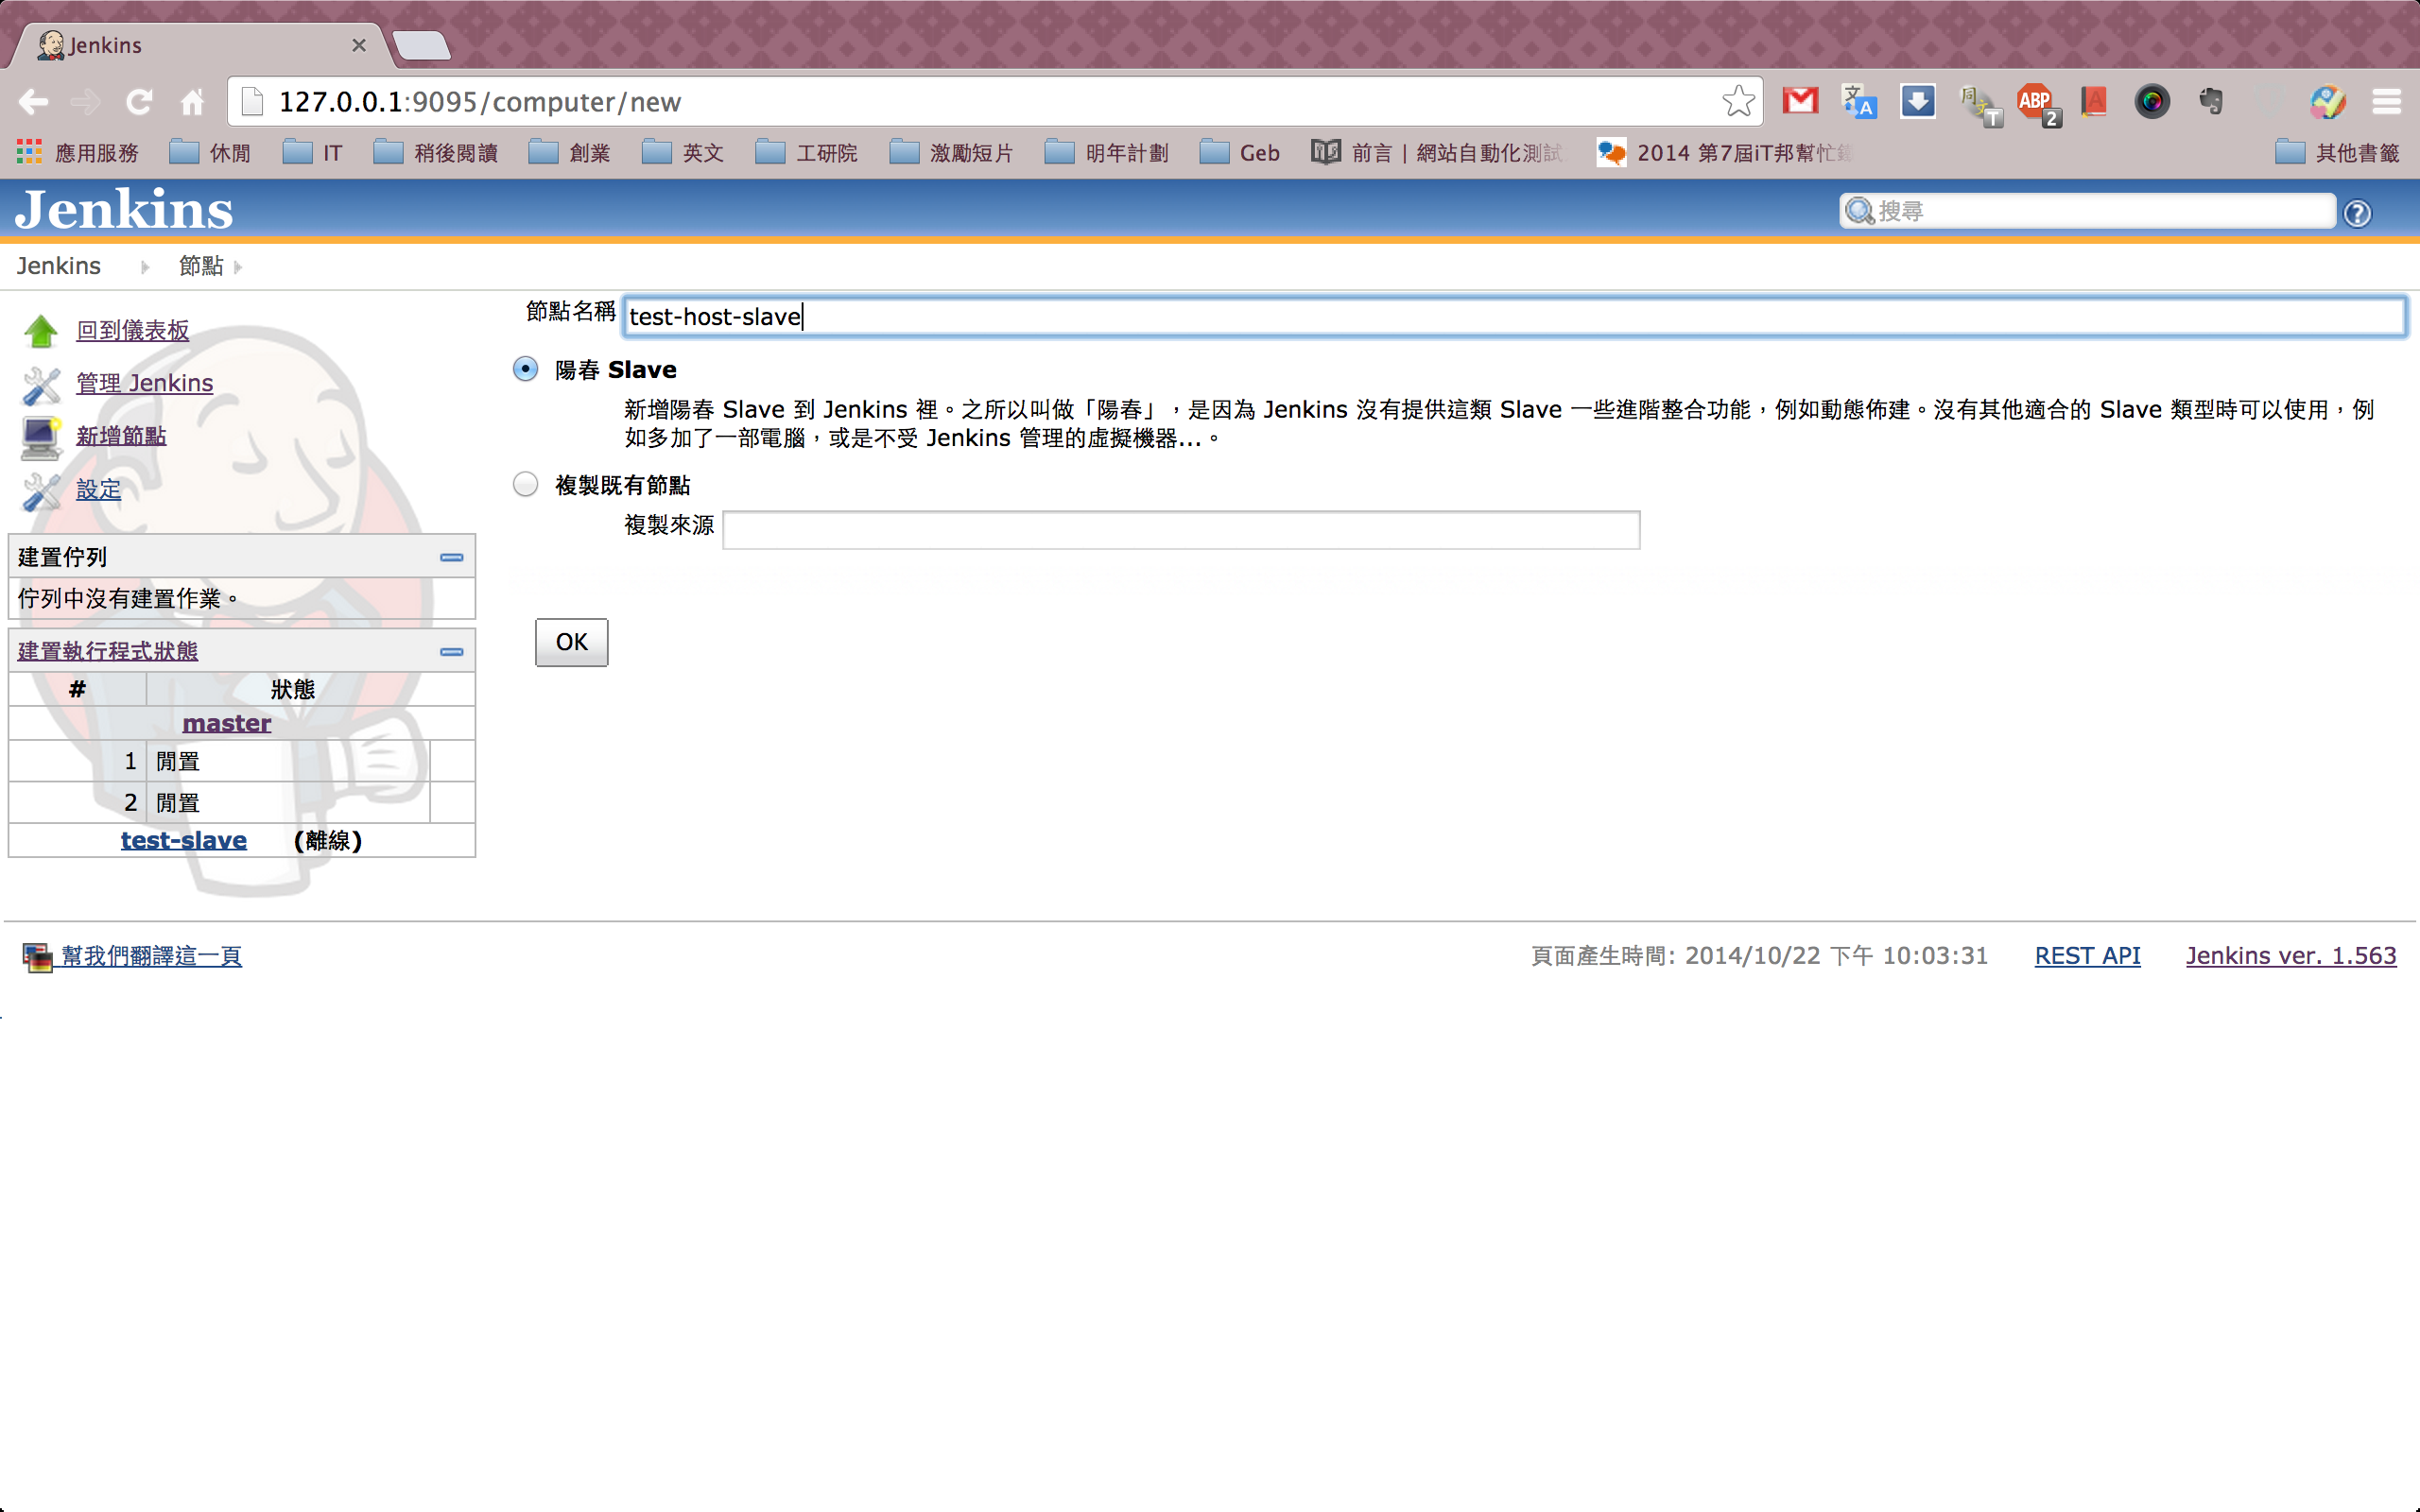 Jenkins
127.0.0.1:9095/computer/new
ABP 2
應用服務 休閒 IT 稍後閱讀 創業 英文 工研院 激勵短片 明年計劃 Geb 前言 | 網站自動化測試 2014 第7屆iT邦幫忙 其他書籤
Jenkins
搜尋
Jenkins 節點
回到儀表板
管理 Jenkins
新增節點
設定
建置佇列
佇列中沒有建置作業。
建置執行程式狀態
# 狀態
master
1 閒置
2 閒置
test-slave (離線)
節點名稱 test-host-slave
陽春 Slave
新增陽春 Slave 到 Jenkins 裡。之所以叫做「陽春」，是因為 Jenkins 沒有提供這類 Slave 一些進階整合功能，例如動態佈建。沒有其他適合的 Slave 類型時可以使用，例
如多加了一部電腦，或是不受 Jenkins 管理的虛擬機器...。
複製既有節點
複製來源
OK
幫我們翻譯這一頁
頁面產生時間: 2014/10/22 下午 10:03:31 REST API Jenkins ver. 1.563